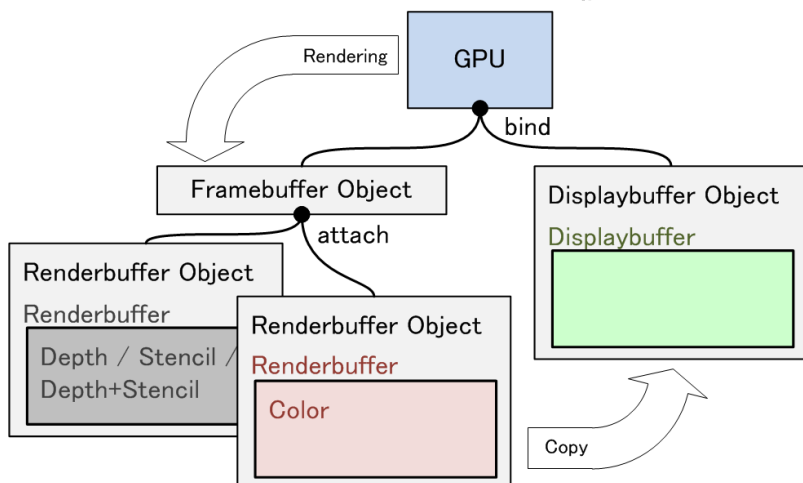 Rendering
GPU
bind
Framebuffer Object
attach
Displaybuffer Object
Displaybuffer
Renderbuffer Object
Renderbuffer
Depth / Stencil /
Depth+Stencil
Renderbuffer Object
Renderbuffer
Color
Copy